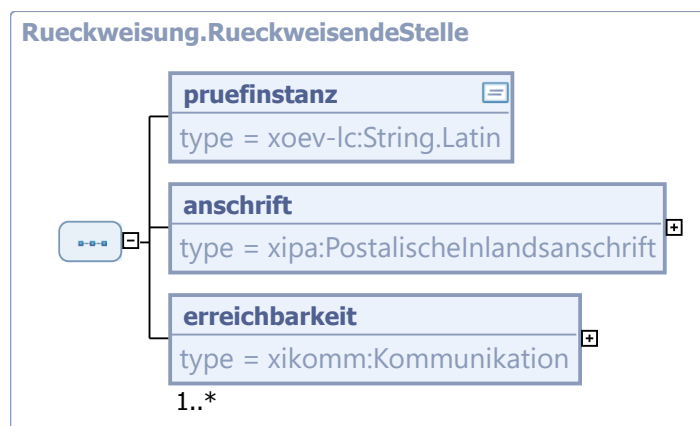 Rueckweisung.RueckweisendeStelle
pruefinstanz
type = xoev-lc:String.Latin
anschrift
type = xipa:PostalischeInlandsanschrift
erreichbarkeit
type = xikomm:Kommunikation
1..*